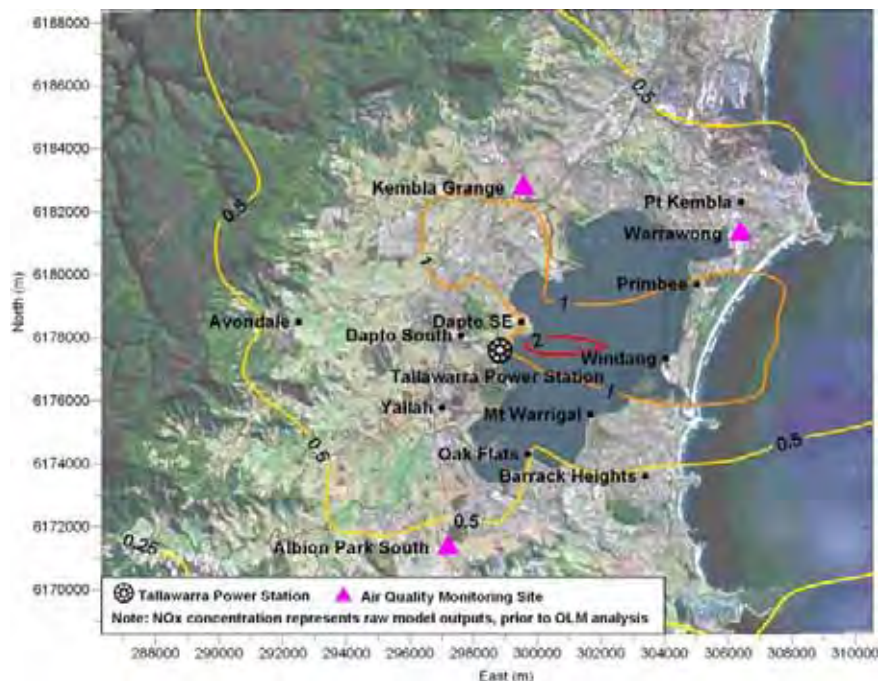 6188000
6186000
6184000
6182000
6180000
6178000
6176000
6174000
6172000
6170000
North (m)
0.5
0.5
0.5
Kembla Grange
Pt Kembla
Warrawong
1
Primbee
1
Avondale
Dapto SE
Dapto South
2
Windang
Tallawarra Power Station
1
Yallah
Mt Warrigal
Oak Flats
0.5
0.5
Barrack Heights
0.5
0.25
Albion Park South
Tallawarra Power Station
Air Quality Monitoring Site
Note: NOx concentration represents raw model outputs, prior to OLM analysis
288000 290000 292000 294000 296000 298000 300000 302000 304000 306000 308000 310000
East (m)